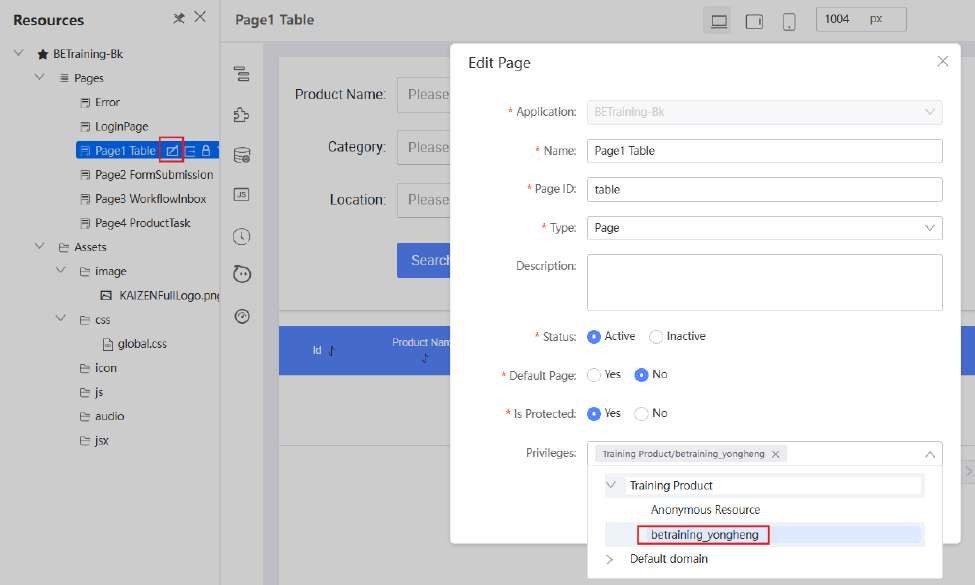 Resources
BETraining-Bk
Pages
Error
LoginPage
Page1 Table
Page2 FormSubmission
Page3 WorkflowInbox
Page4 ProductTask
Assets
image
KAIZENFullLogo.png
css
global.css
icon
js
audio
jsx
Page1 Table
1004 px
JS
Product Name: Please
Category: Please
Location: Please
Search
Id
Product Nam
Edit Page
* Application: BETraining-Bk
* Name: Page1 Table
* Page ID: table
* Type: Page
Description:
* Status: Active Inactive
* Default Page: Yes No
* Is Protected: Yes No
Privileges: Training Product/betraining_yongheng
Training Product
Anonymous Resource
betraining_yongheng
Default domain